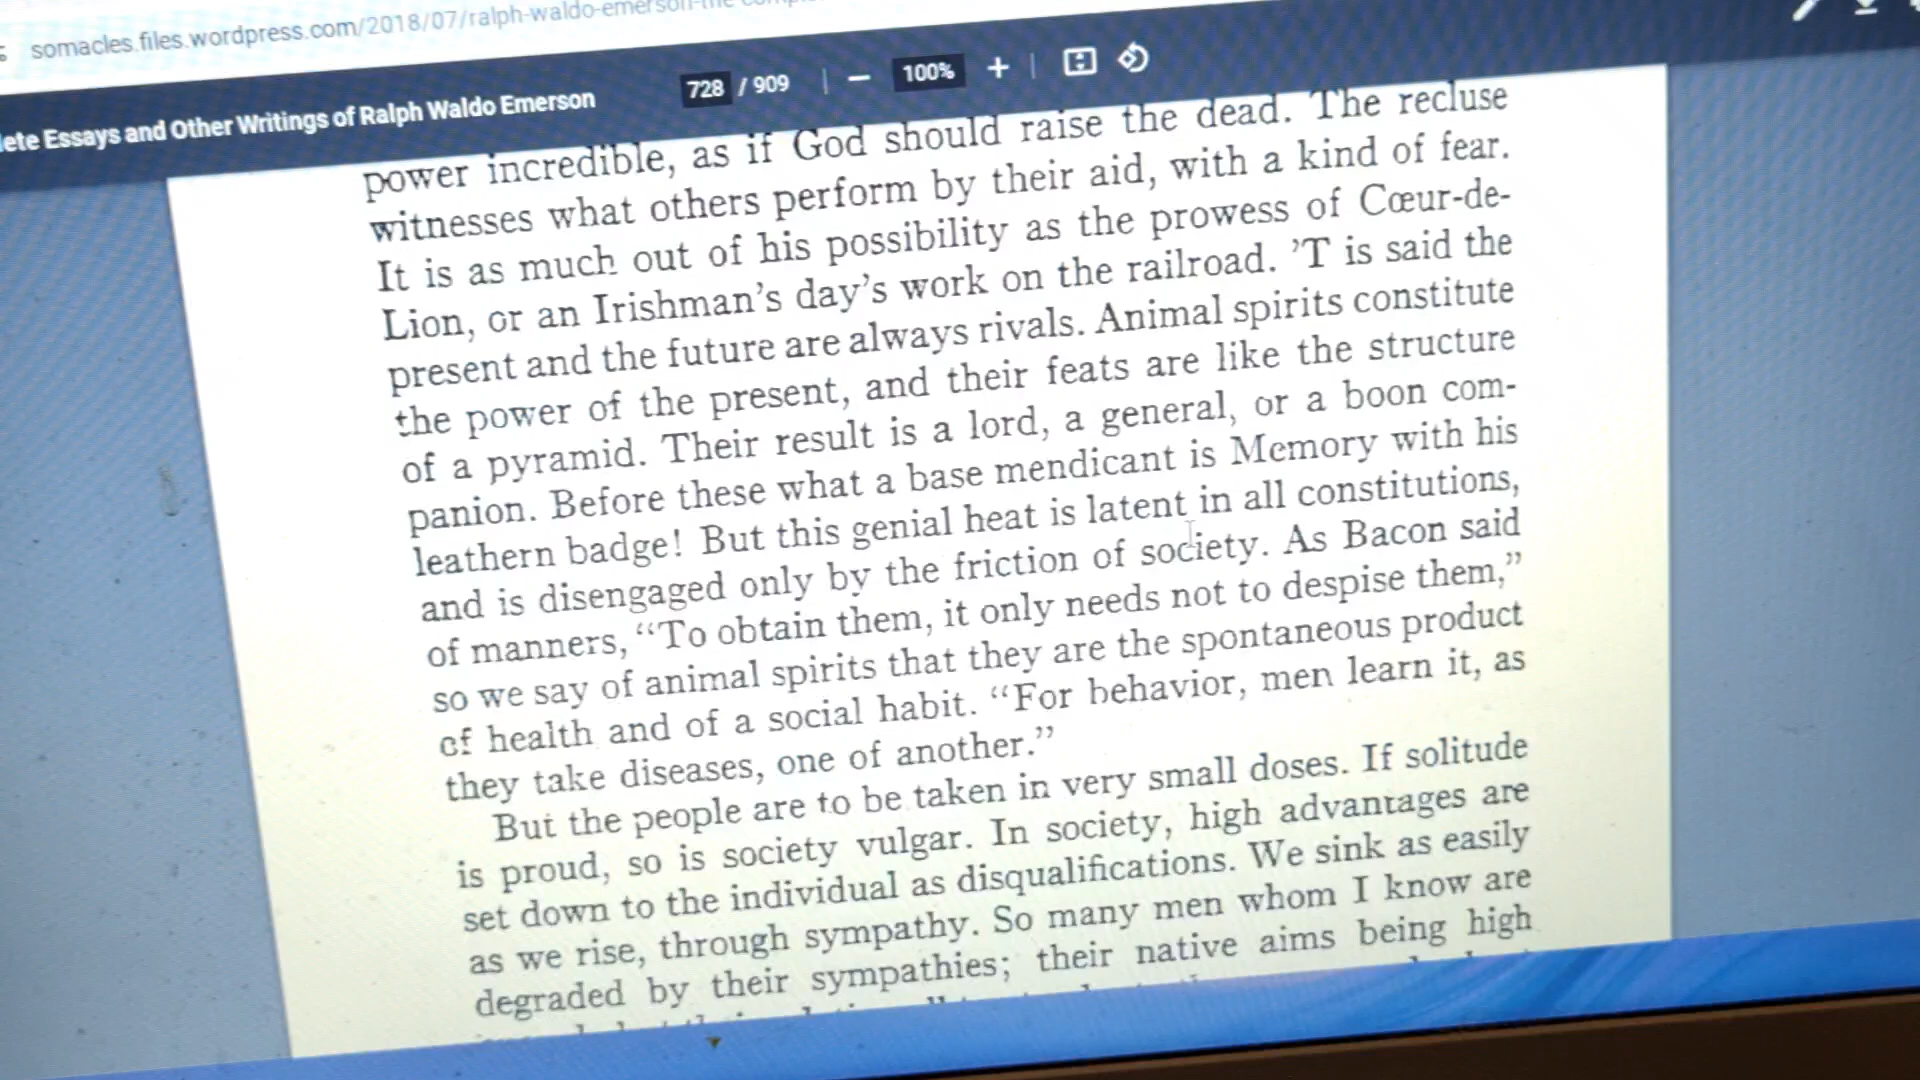 somacles.files.wordpress.com/2018/07/ralph-waldo-emerson-the-comple
lete Essays and Other Writings of Ralph Waldo Emerson 728 / 909 100%
power incredible, as if God should raise the dead. The recluse
witnesses what others perform by their aid, with a kind of fear.
It is as much out of his possibility as the prowess of Cœur-de-
Lion, or an Irishman's day's work on the railroad. 'T is said the
present and the future are always rivals. Animal spirits constitute
the power of the present, and their feats are like the structure
of a pyramid. Their result is a lord, a general, or a boon com-
panion. Before these what a base mendicant is Memory with his
leathern badge! But this genial heat is latent in all constitutions,
and is disengaged only by the friction of society. As Bacon said
of manners, “To obtain them, it only needs not to despise them,”
so we say of animal spirits that they are the spontaneous product
of health and of a social habit. “For behavior, men learn it, as
they take diseases, one of another.”
But the people are to be taken in very small doses. If solitude
is proud, so is society vulgar. In society, high advantages are
set down to the individual as disqualifications. We sink as easily
as we rise, through sympathy. So many men whom I know are
degraded by their sympathies; their native aims being high